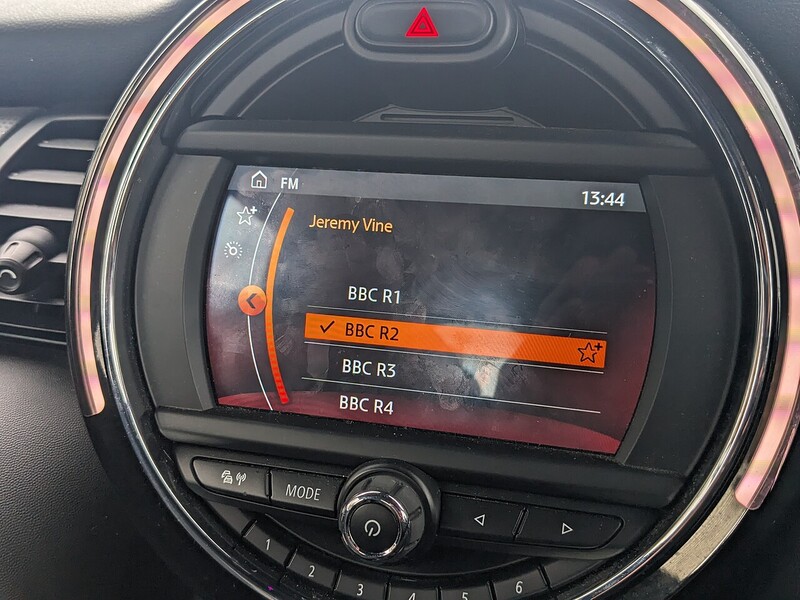 FM 13:44
Jeremy Vine
BBC R1
BBC R2
BBC R3
BBC R4
MODE
1 2 3 4 5 6